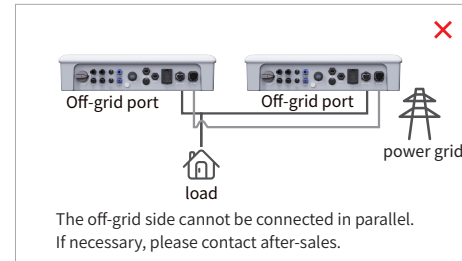 Off-grid port
Off-grid port
power grid
load
The off-grid side cannot be connected in parallel.
If necessary, please contact after-sales.